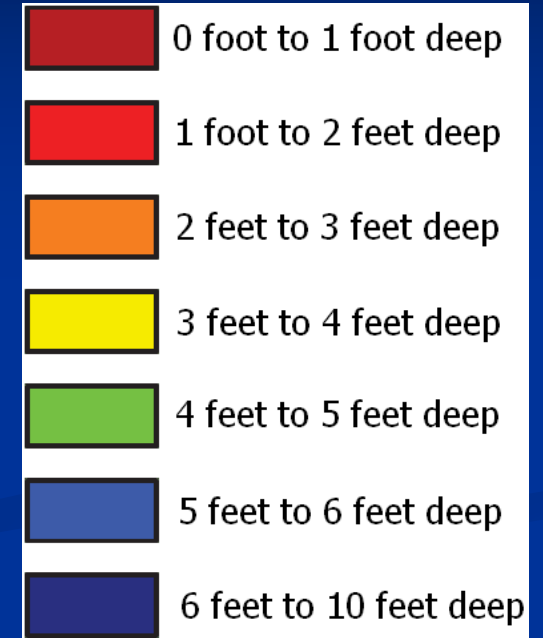 0 foot to 1 foot deep
1 foot to 2 feet deep
2 feet to 3 feet deep
3 feet to 4 feet deep
4 feet to 5 feet deep
5 feet to 6 feet deep
6 feet to 10 feet deep